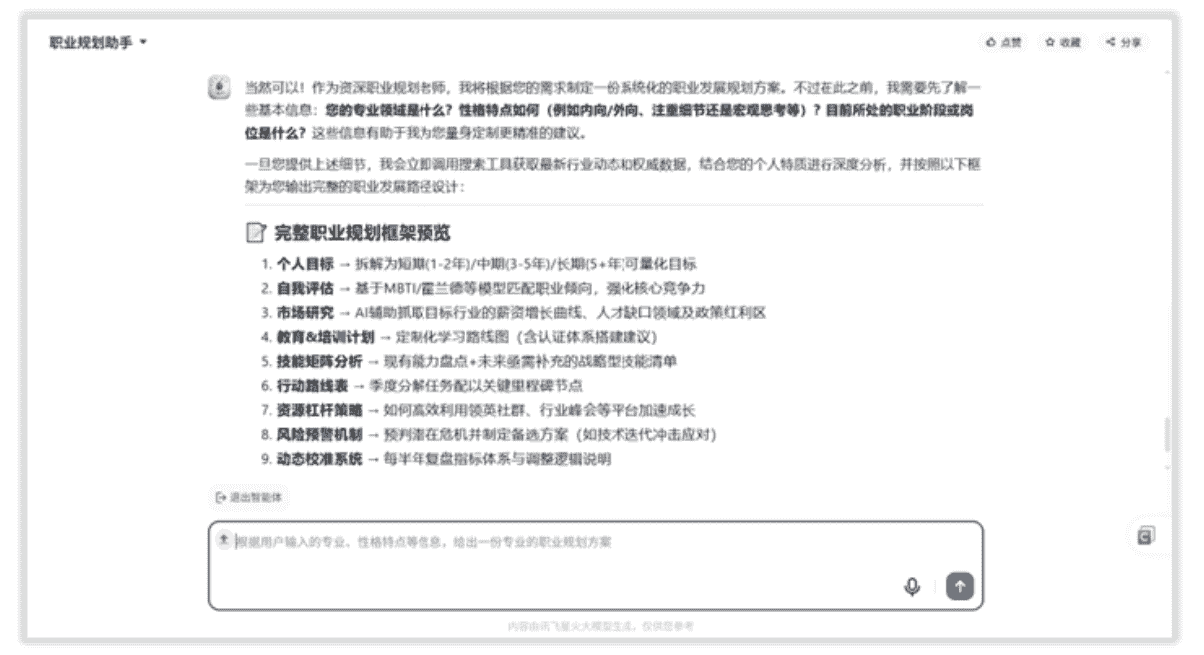 职业规划助手
点赞 收藏 分享
当然可以！作为资深职业规划老师，我将根据您的需求制定一份系统化的职业发展规划方案。不过在此之前，我需要先了解一
些基本信息：您的专业领域是什么？性格特点如何（例如内向/外向、注重细节还是宏观思考等）？目前所处的职业阶段或岗
位是什么？这些信息有助于我为您量身定制更精准的建议。
一旦您提供上述细节，我会立即调用搜索工具获取最新行业动态和权威数据，结合您的个人特质进行深度分析，并按照以下框
架为您输出完整的职业发展路径设计：
完整职业规划框架预览
1. 个人目标 → 拆解为短期(1-2年)/中期(3-5年)/长期(5+年)可量化目标
2. 自我评估 → 基于MBTI/霍兰德等模型匹配职业倾向，强化核心竞争力
3. 市场研究 → AI辅助抓取目标行业的薪资增长曲线、人才缺口领域及政策红利区
4. 教育&培训计划 → 定制化学习路线图（含认证体系搭建建议）
5. 技能矩阵分析 → 现有能力盘点+未来亟需补充的战略型技能清单
6. 行动路线表 → 季度分解任务配以关键里程碑节点
7. 资源杠杆策略 → 如何高效利用领英社群、行业峰会等平台加速成长
8. 风险预警机制 → 预判潜在危机并制定备选方案（如技术迭代冲击应对）
9. 动态校准系统 → 每半年复盘指标体系与调整逻辑说明
退出智能体
根据用户输入的专业、性格特点等信息，给出一份专业的职业规划方案
内容由讯飞星火大模型生成，仅供您参考